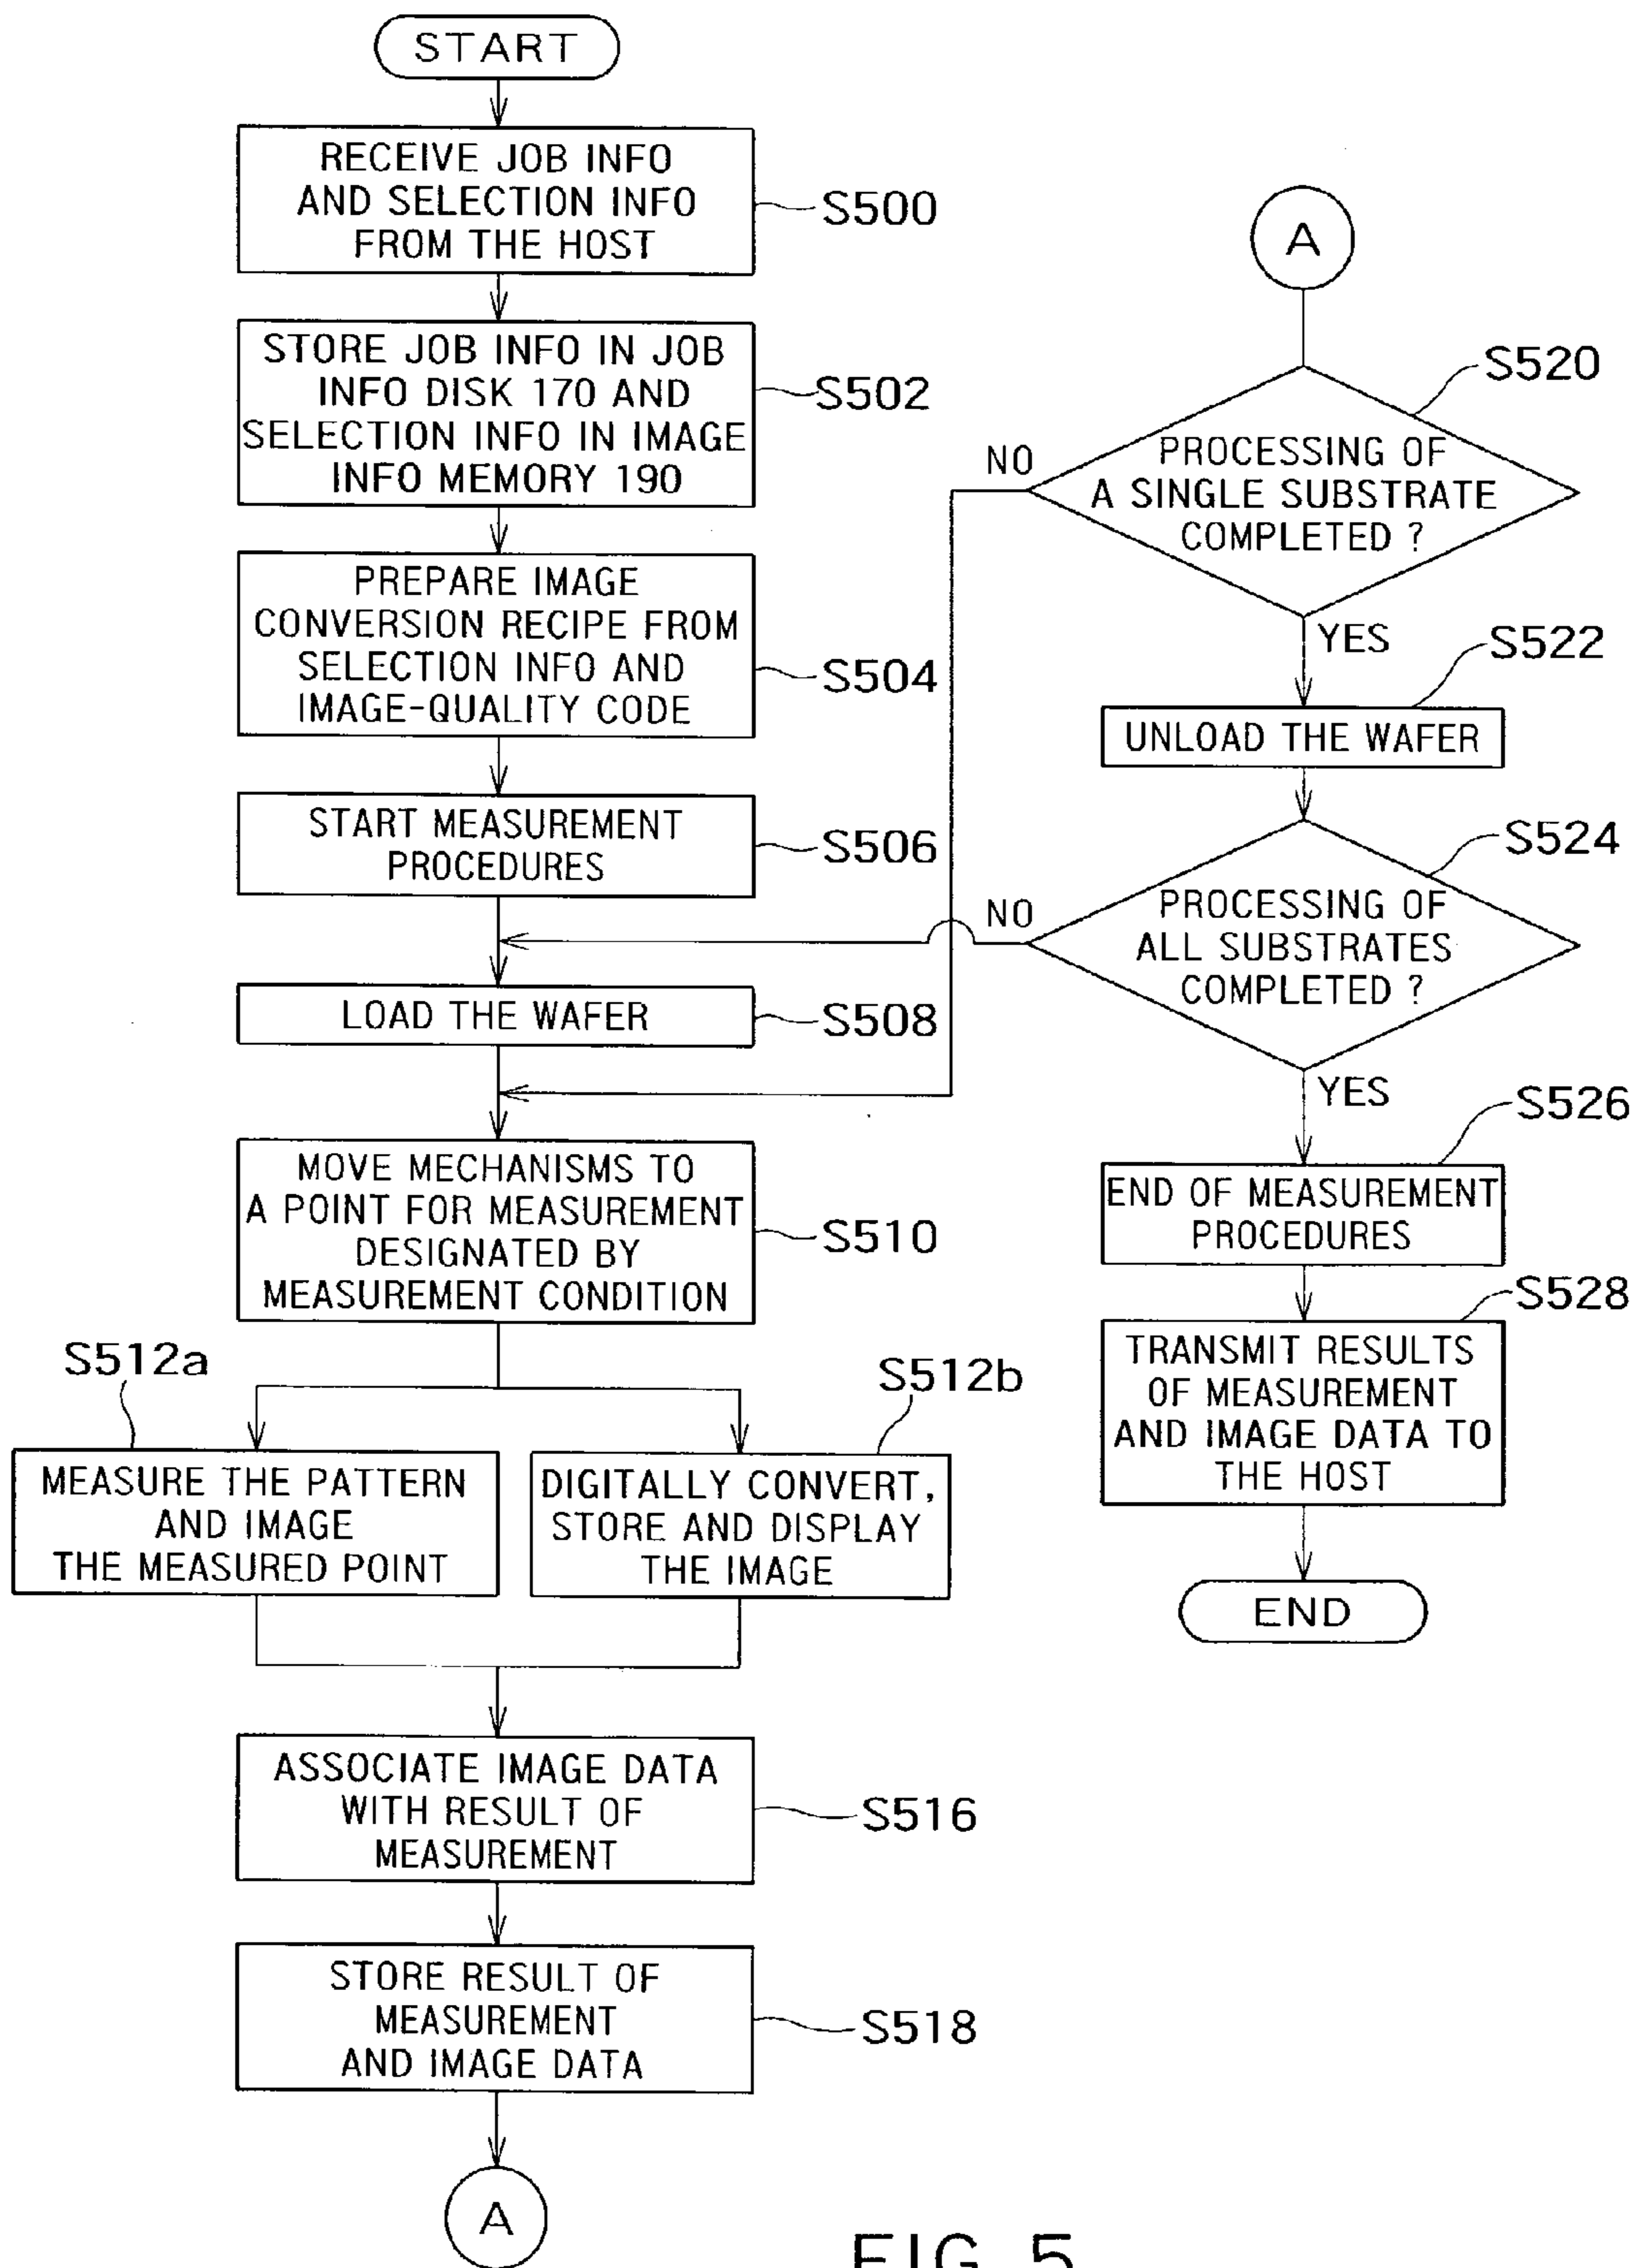 START
RECEIVE JOB INFO
AND SELECTION INFO
FROM THE HOST
S500
STORE JOB INFO IN JOB
INFO DISK 170 AND
SELECTION INFO IN IMAGE
INFO MEMORY 190
S502
PREPARE IMAGE
CONVERSION RECIPE FROM
SELECTION INFO AND
IMAGE-QUALITY CODE
S504
START MEASUREMENT
PROCEDURES
S506
LOAD THE WAFER
S508
MOVE MECHANISMS TO
A POINT FOR MEASUREMENT
DESIGNATED BY
MEASUREMENT CONDITION
S510
S512a
MEASURE THE PATTERN
AND IMAGE
THE MEASURED POINT
S512b
DIGITALLY CONVERT,
STORE AND DISPLAY
THE IMAGE
ASSOCIATE IMAGE DATA
WITH RESULT OF
MEASUREMENT
S516
STORE RESULT OF
MEASUREMENT
AND IMAGE DATA
S518
A
A
S520
NO
PROCESSING OF
A SINGLE SUBSTRATE
COMPLETED ?
YES
S522
UNLOAD THE WAFER
S524
NO
PROCESSING OF
ALL SUBSTRATES
COMPLETED ?
YES
S526
END OF MEASUREMENT
PROCEDURES
S528
TRANSMIT RESULTS
OF MEASUREMENT
AND IMAGE DATA TO
THE HOST
END
FIG. 5